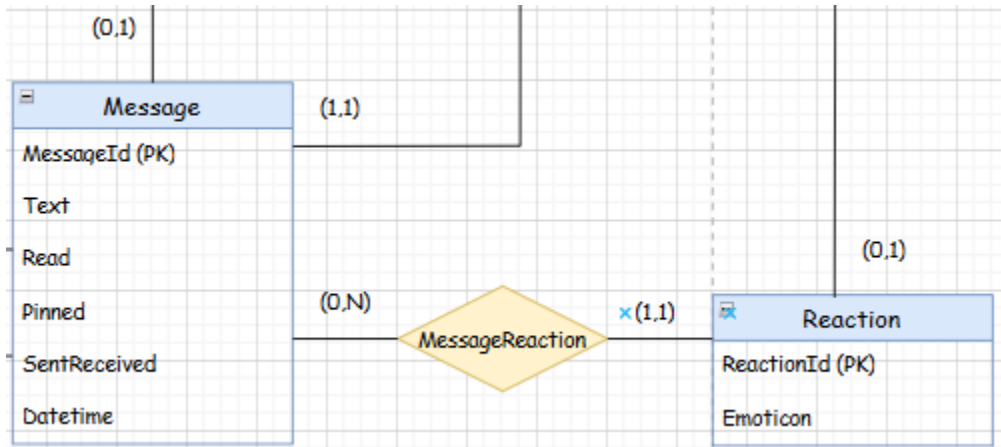 (0,1)
Message
(1,1)
MessageId (PK)
Text
Read
(0,1)
Pinned
(0,N)
(1,1)
MessageReaction
Reaction
SentReceived
ReactionId (PK)
Datetime
Emoticon